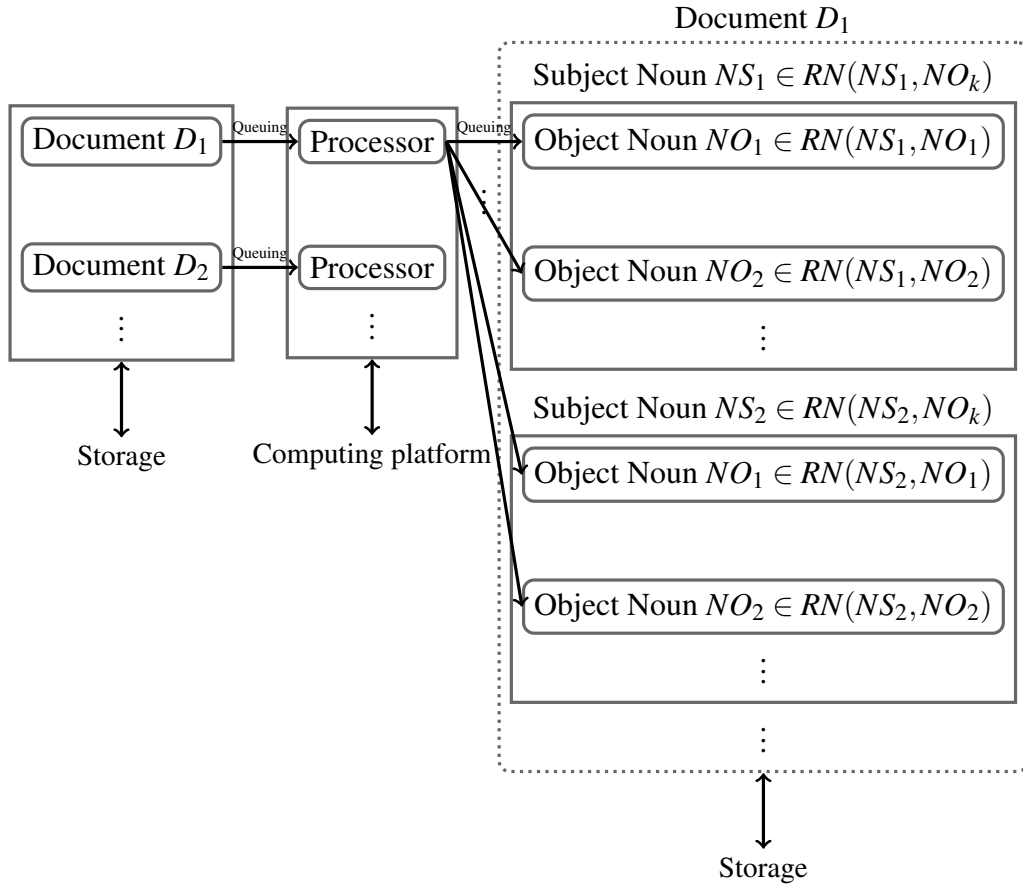 Document D₁
Subject Noun NS₁ ∈ RN(NS₁, NOₖ)
Document D₁
Queuing
Processor
Queuing
Object Noun NO₁ ∈ RN(NS₁, NO₁)
⋮
Document D₂
Queuing
Processor
Object Noun NO₂ ∈ RN(NS₁, NO₂)
⋮
⋮
⋮
Subject Noun NS₂ ∈ RN(NS₂, NOₖ)
Storage
Computing platform
Object Noun NO₁ ∈ RN(NS₂, NO₁)
Object Noun NO₂ ∈ RN(NS₂, NO₂)
⋮
⋮
Storage